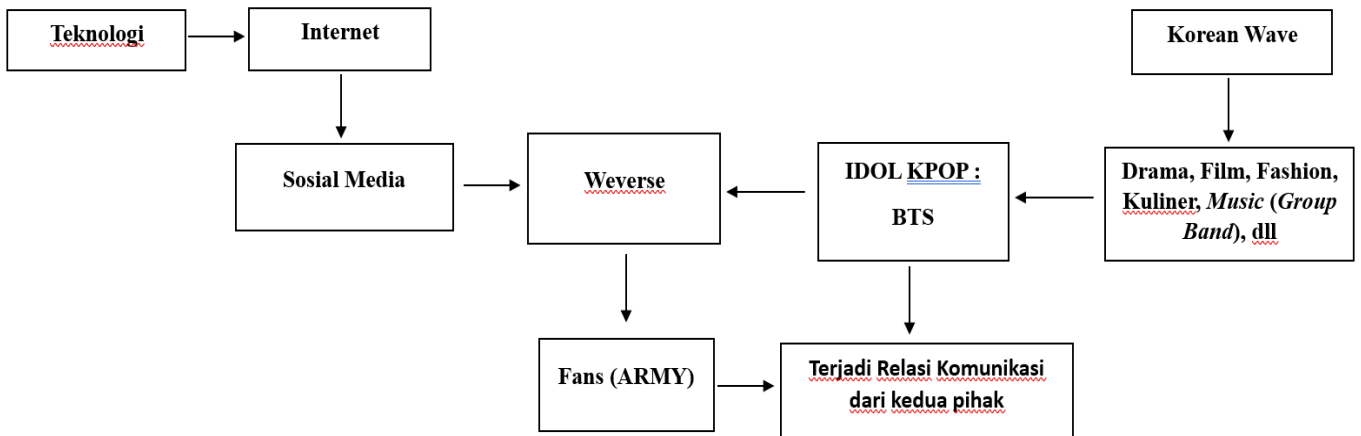 Teknologi
Internet
Korean Wave
Sosial Media
Weverse
IDOL KPOP :
BTS
Drama, Film, Fashion,
Kuliner, Music (Group
Band), dll
Fans (ARMY)
Terjadi Relasi Komunikasi
dari kedua pihak